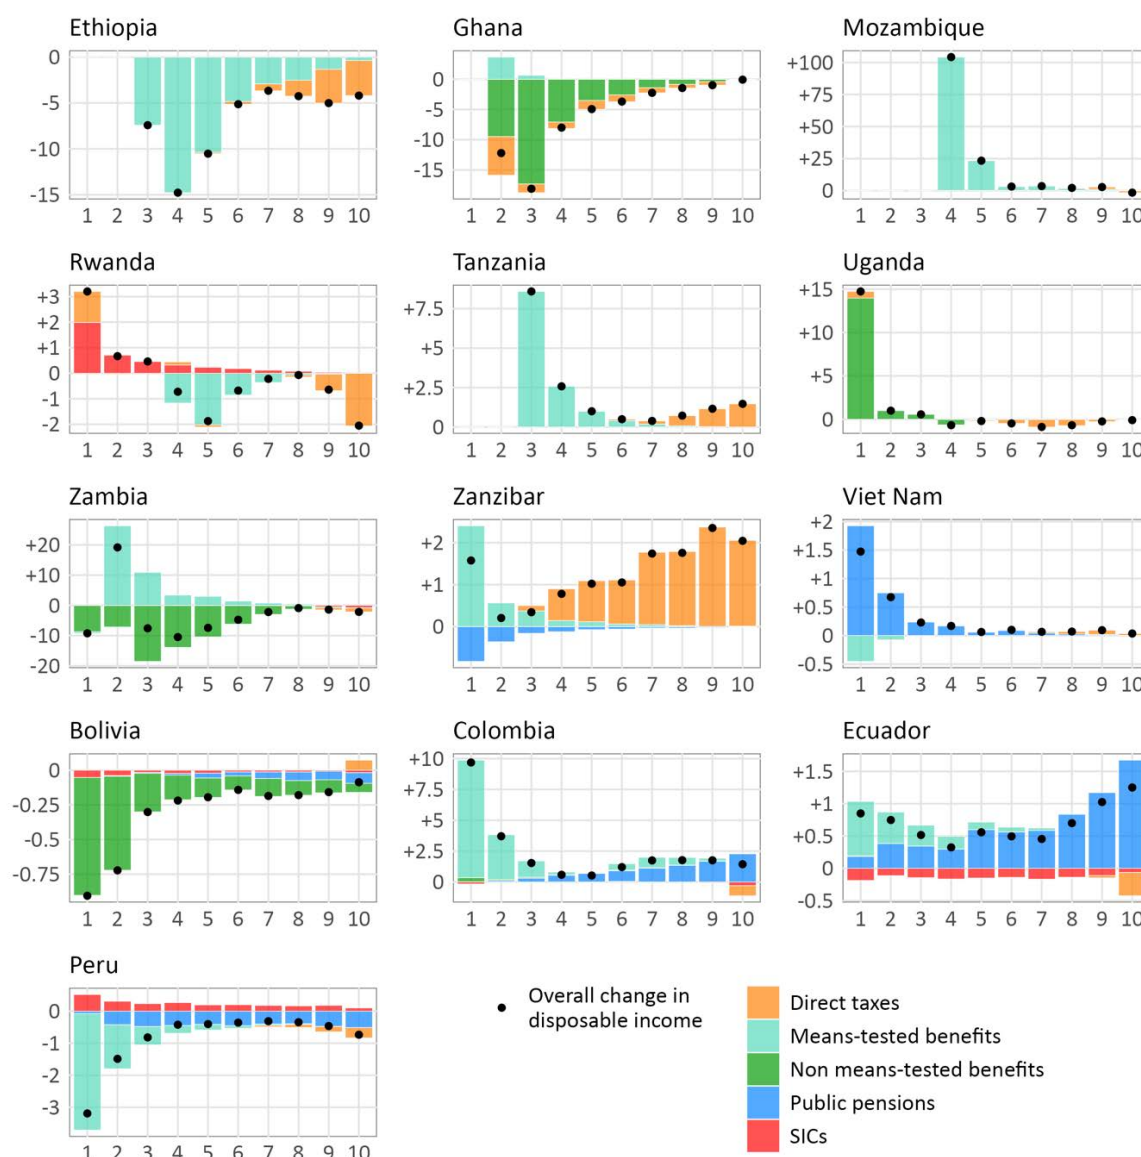 Ethiopia
0
-5
-10
-15
1 2 3 4 5 6 7 8 9 10
Ghana
0
-5
-10
-15
1 2 3 4 5 6 7 8 9 10
Mozambique
+100
+75
+50
+25
0
1 2 3 4 5 6 7 8 9 10
Rwanda
+3
+2
+1
0
-1
-2
1 2 3 4 5 6 7 8 9 10
Tanzania
+7.5
+5
+2.5
0
1 2 3 4 5 6 7 8 9 10
Uganda
+15
+10
+5
0
1 2 3 4 5 6 7 8 9 10
Zambia
+20
+10
0
-10
-20
1 2 3 4 5 6 7 8 9 10
Zanzibar
+2
+1
0
1 2 3 4 5 6 7 8 9 10
Viet Nam
+2
+1.5
+1
+0.5
0
-0.5
1 2 3 4 5 6 7 8 9 10
Bolivia
0
-0.25
-0.5
-0.75
1 2 3 4 5 6 7 8 9 10
Colombia
+10
+7.5
+5
+2.5
0
1 2 3 4 5 6 7 8 9 10
Ecuador
+1.5
+1
+0.5
0
-0.5
1 2 3 4 5 6 7 8 9 10
Peru
0
-1
-2
-3
1 2 3 4 5 6 7 8 9 10
Overall change in
disposable income
Direct taxes
Means-tested benefits
Non means-tested benefits
Public pensions
SICs